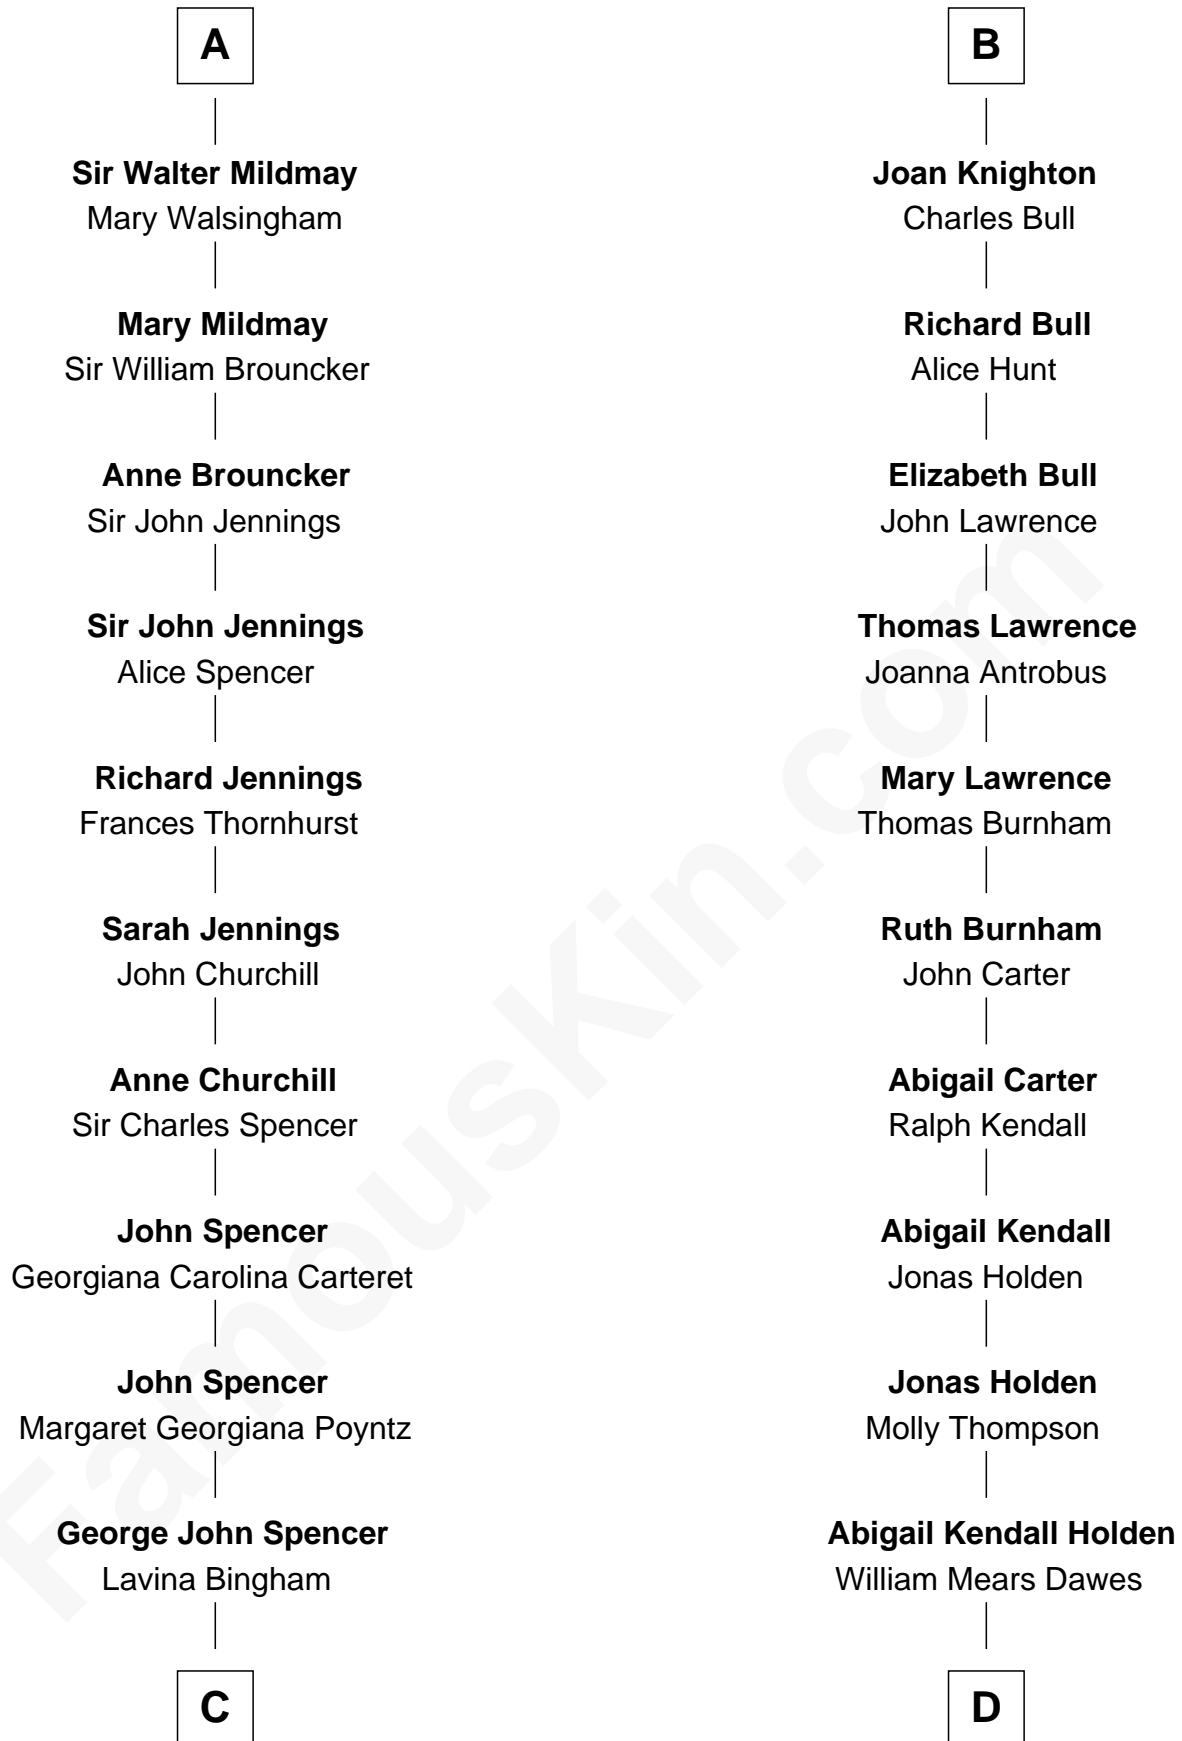 A
Sir Walter Mildmay
Mary Walsingham
Mary Mildmay
Sir William Brouncker
Anne Brouncker
Sir John Jennings
Sir John Jennings
Alice Spencer
Richard Jennings
Frances Thornhurst
Sarah Jennings
John Churchill
Anne Churchill
Sir Charles Spencer
John Spencer
Georgiana Carolina Carteret
John Spencer
Margaret Georgiana Poyntz
George John Spencer
Lavina Bingham
C
B
Joan Knighton
Charles Bull
Richard Bull
Alice Hunt
Elizabeth Bull
John Lawrence
Thomas Lawrence
Joanna Antrobus
Mary Lawrence
Thomas Burnham
Ruth Burnham
John Carter
Abigail Carter
Ralph Kendall
Abigail Kendall
Jonas Holden
Jonas Holden
Molly Thompson
Abigail Kendall Holden
William Mears Dawes
D
FamousKin.com